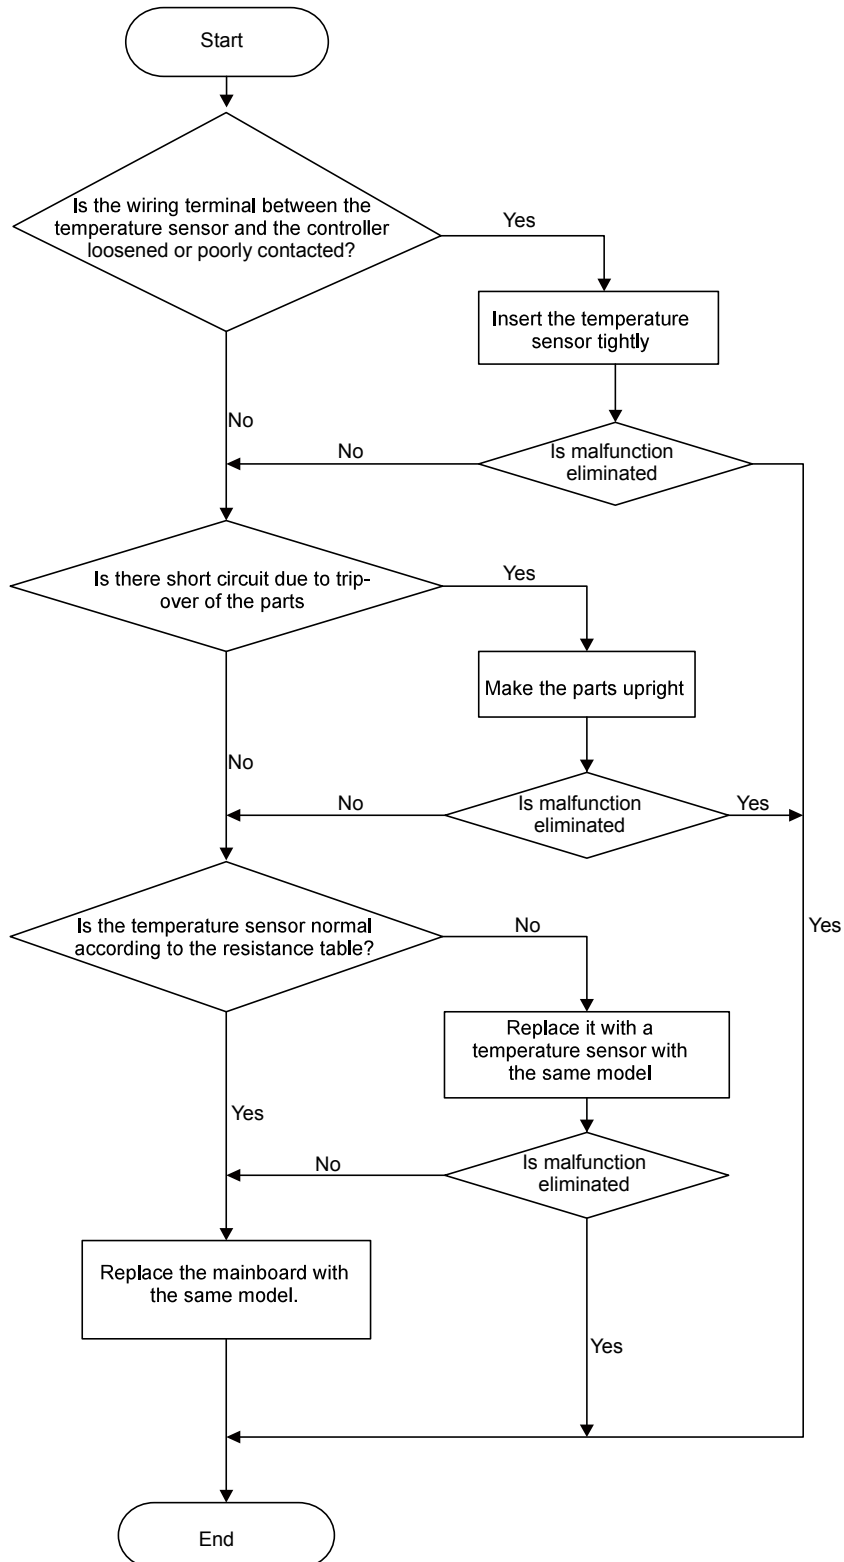 Start
Is the wiring terminal between the
temperature sensor and the controller
loosened or poorly contacted?
Yes
Insert the temperature
sensor tightly
No
No
Is malfunction
eliminated
Is there short circuit due to trip-
over of the parts
Yes
Make the parts upright
No
No
Is malfunction
eliminated
Yes
Is the temperature sensor normal
according to the resistance table?
No
Yes
Replace it with a
temperature sensor with
the same model
Yes
No
Is malfunction
eliminated
Replace the mainboard with
the same model.
Yes
End